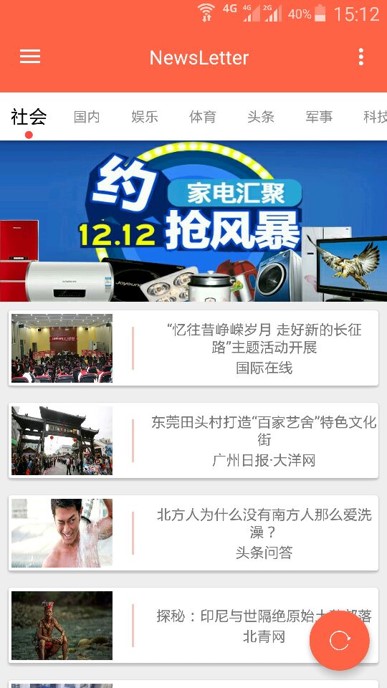 4G 4G 2G 40% 15:12
NewsLetter
社会 国内 娱乐 体育 头条 军事 科技
约 家电汇聚
12.12 抢风暴
Joyoung
“忆往昔峥嵘岁月 走好新的长征
路”主题活动开展
国际在线
东莞田头村打造“百家艺舍”特色文化
街
广州日报·大洋网
北方人为什么没有南方人那么爱洗
澡？
头条问答
探秘：印尼与世隔绝原始 部落
北青网